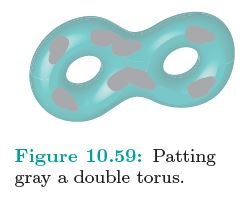 Figure 10.59: Patting
gray a double torus.